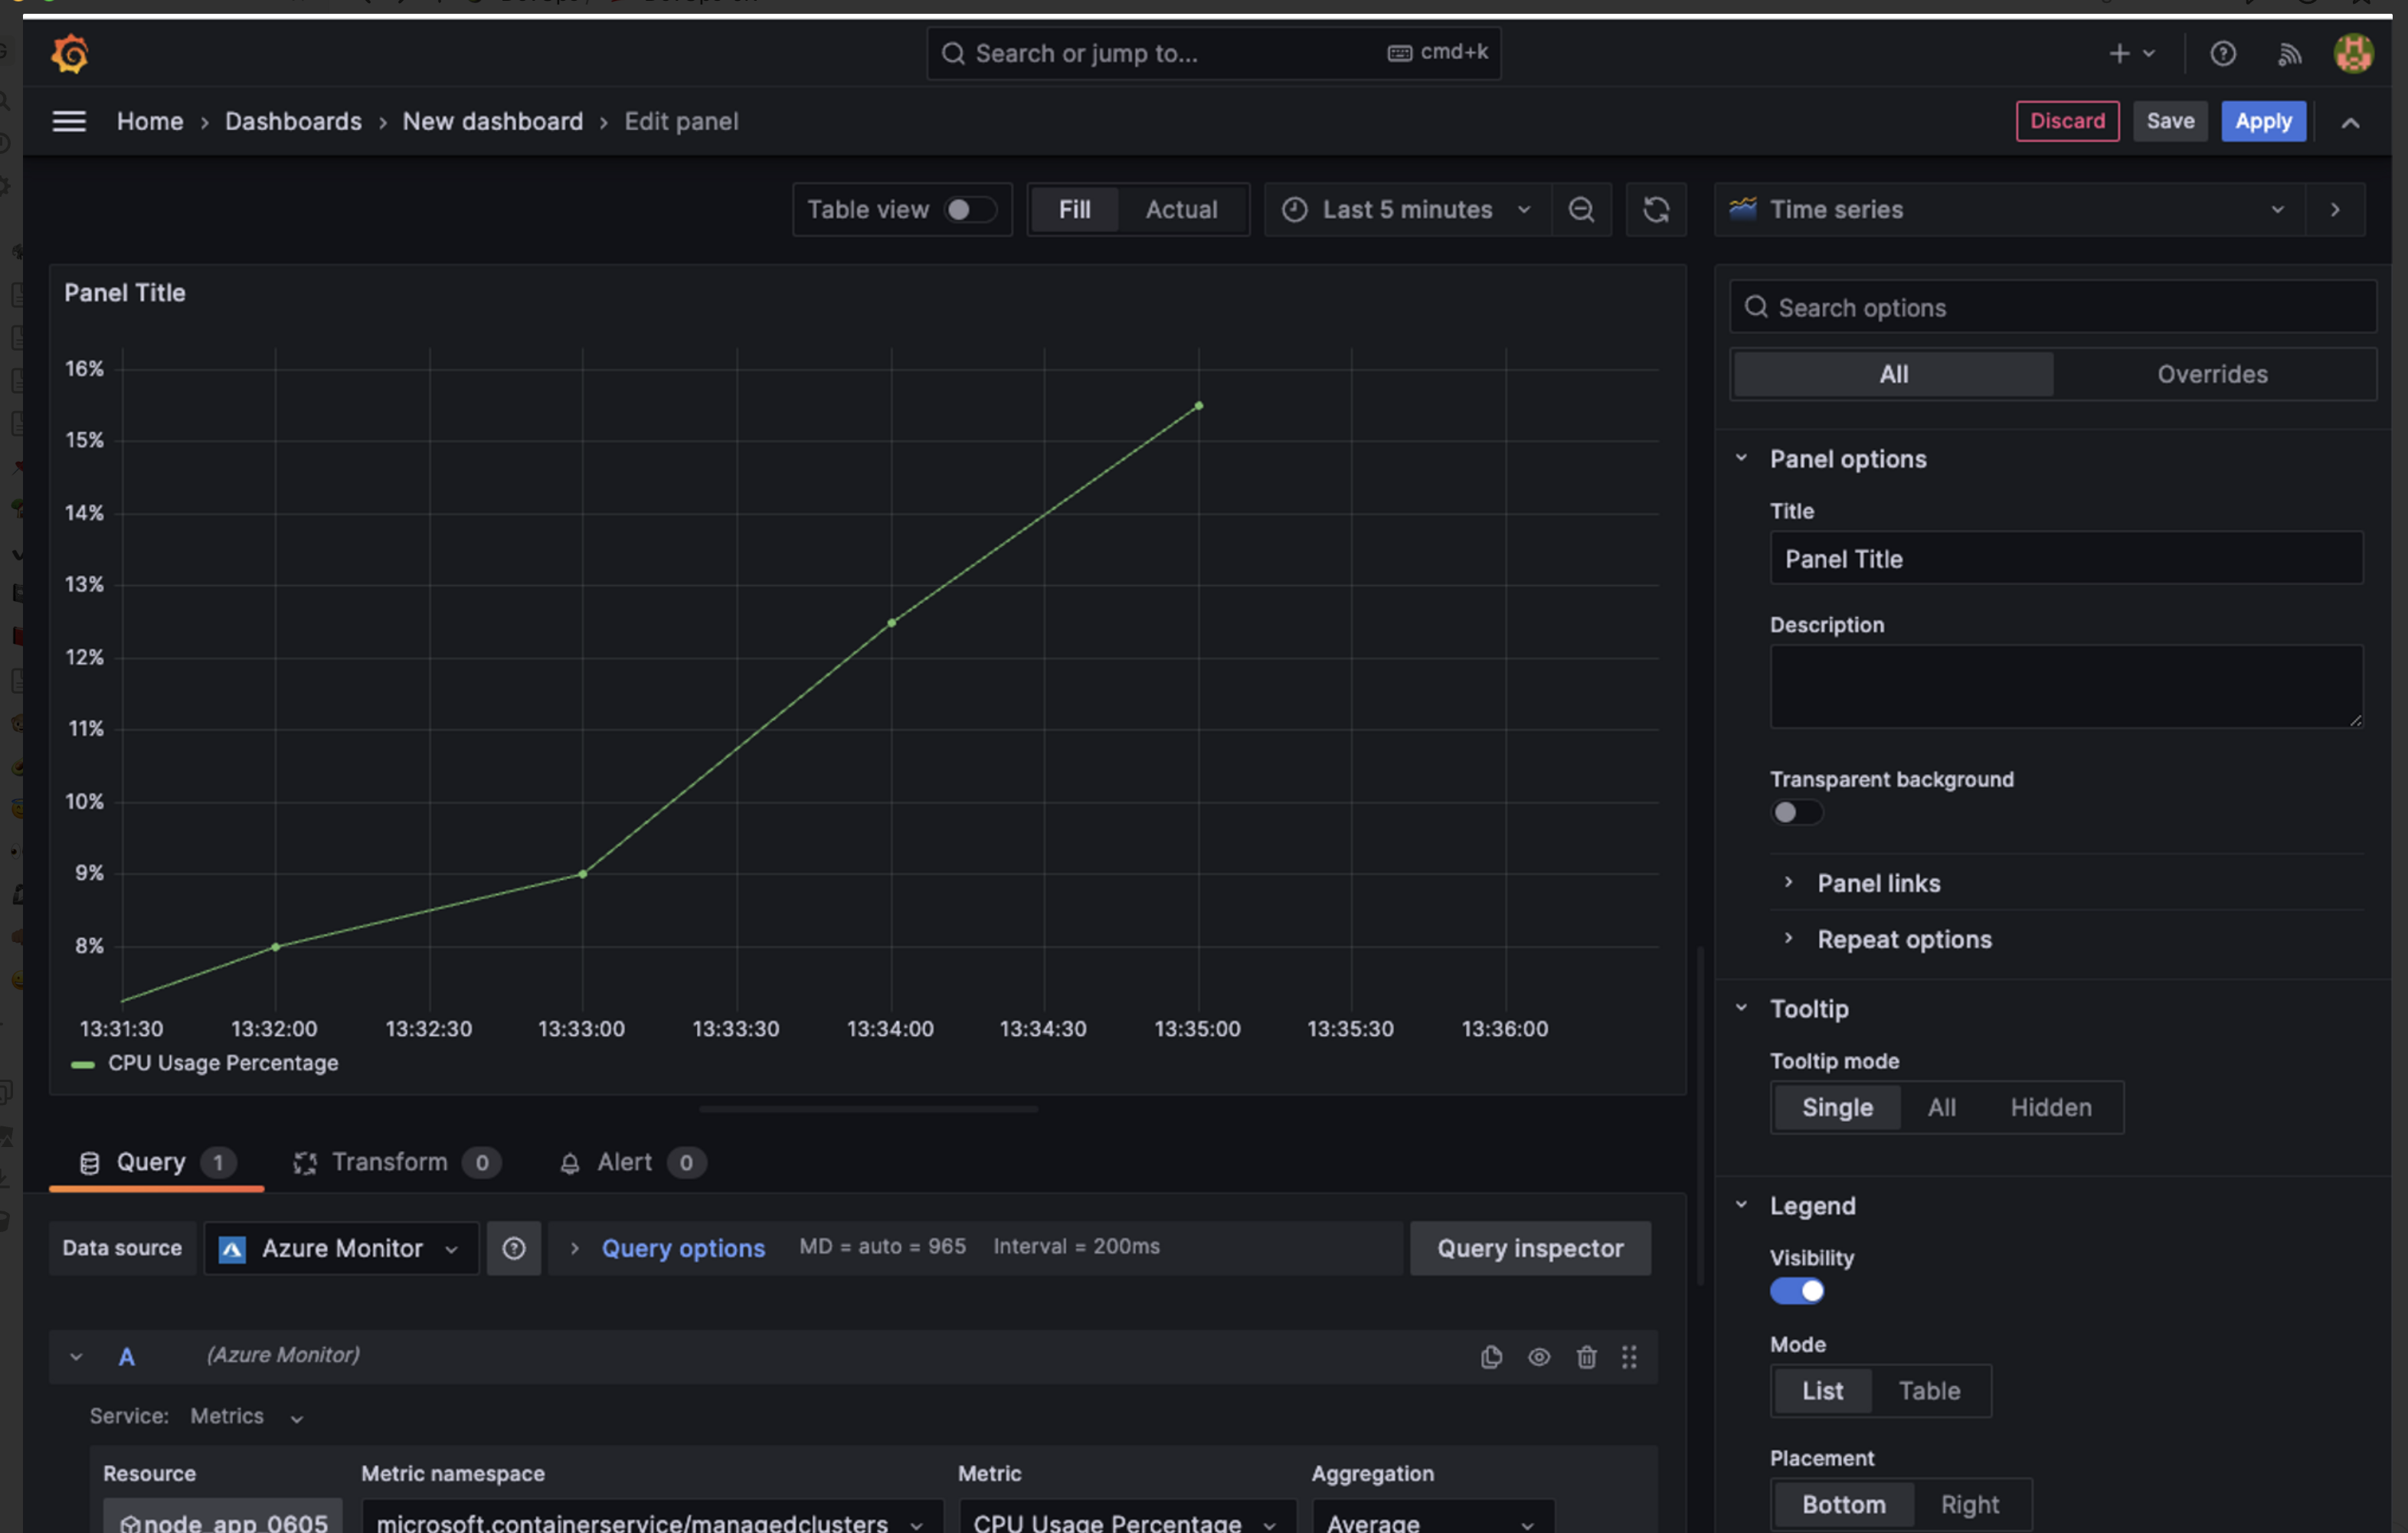 Search or jump to... cmd+k
Home › Dashboards › New dashboard › Edit panel
Discard Save Apply
Table view Fill Actual Last 5 minutes
Time series
Panel Title
16%
15%
14%
13%
12%
11%
10%
9%
8%
13:31:30 13:32:00 13:32:30 13:33:00 13:33:30 13:34:00 13:34:30 13:35:00 13:35:30 13:36:00
CPU Usage Percentage
Query 1 Transform 0 Alert 0
Data source Azure Monitor Query options MD = auto = 965 Interval = 200ms Query inspector
A (Azure Monitor)
Service: Metrics
Resource Metric namespace Metric Aggregation
node_app_0605 microsoft.containerservice/managedclusters CPU Usage Percentage Average
Search options
All Overrides
Panel options
Title
Panel Title
Description
Transparent background
Panel links
Repeat options
Tooltip
Tooltip mode
Single All Hidden
Legend
Visibility
Mode
List Table
Placement
Bottom Right